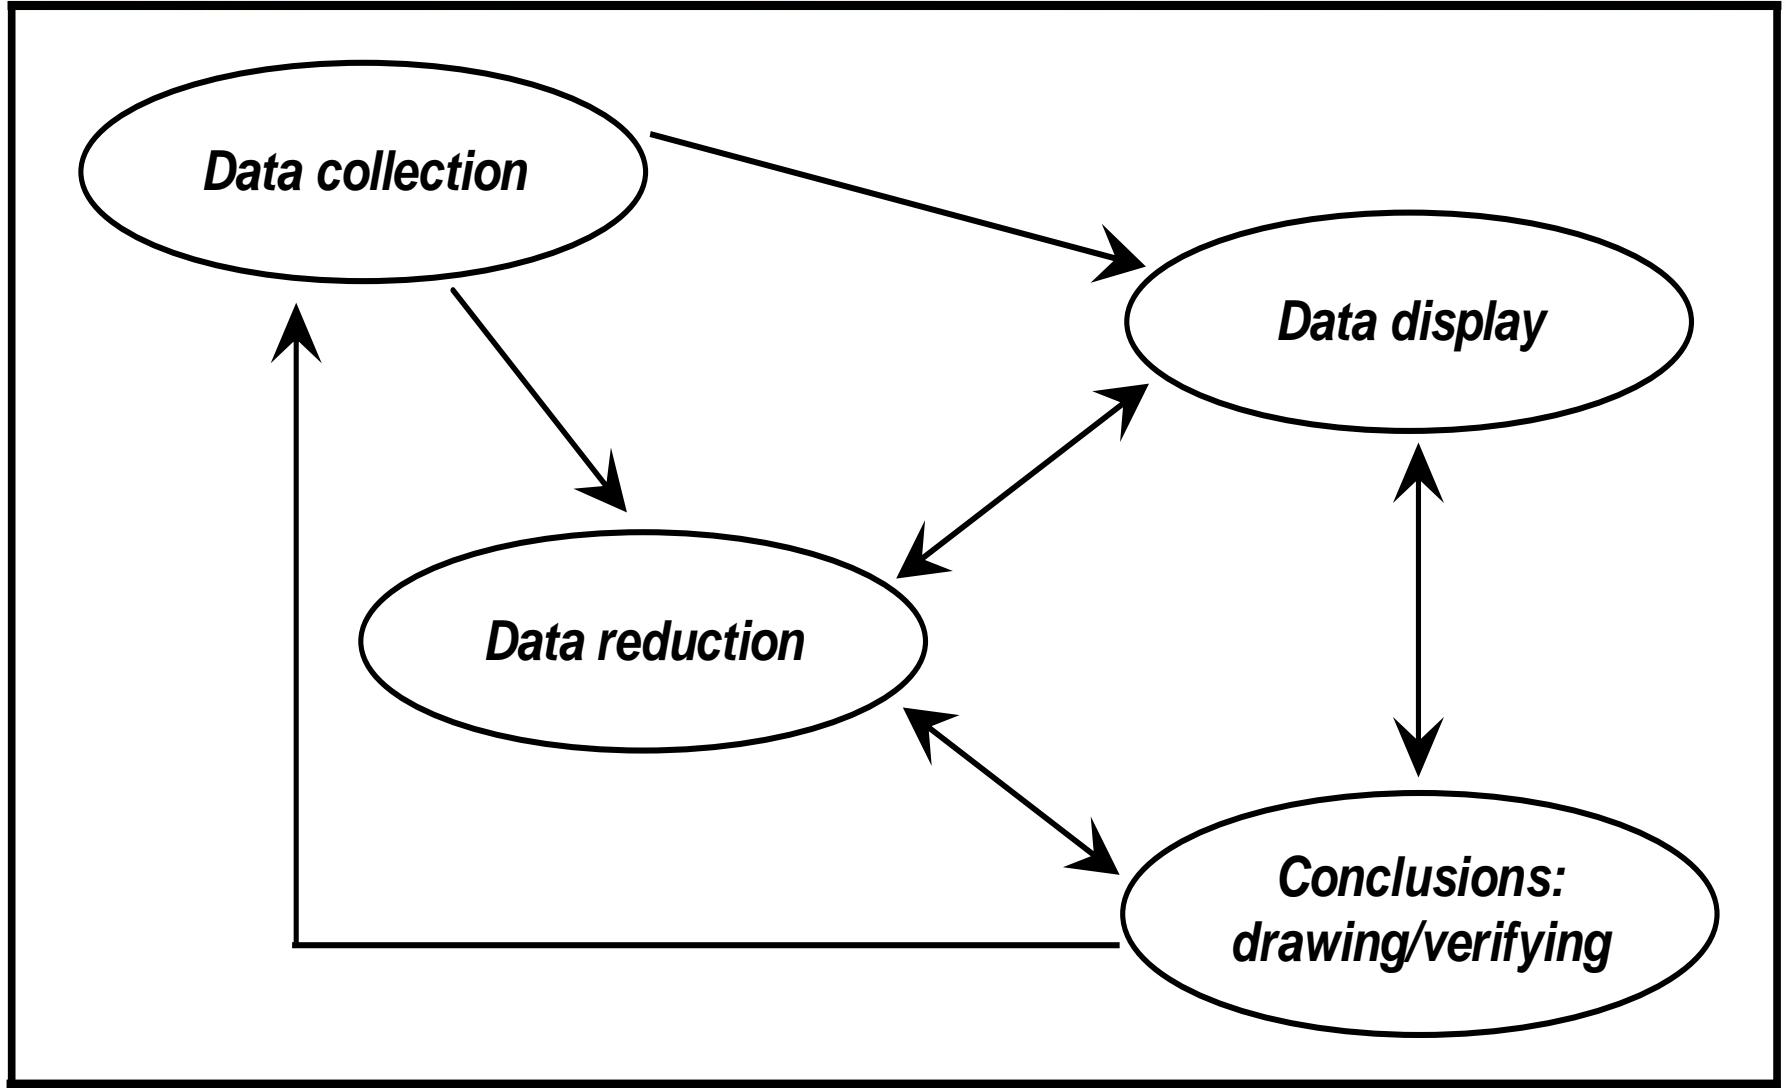 Data collection
Data display
Data reduction
Conclusions:
drawing/verifying